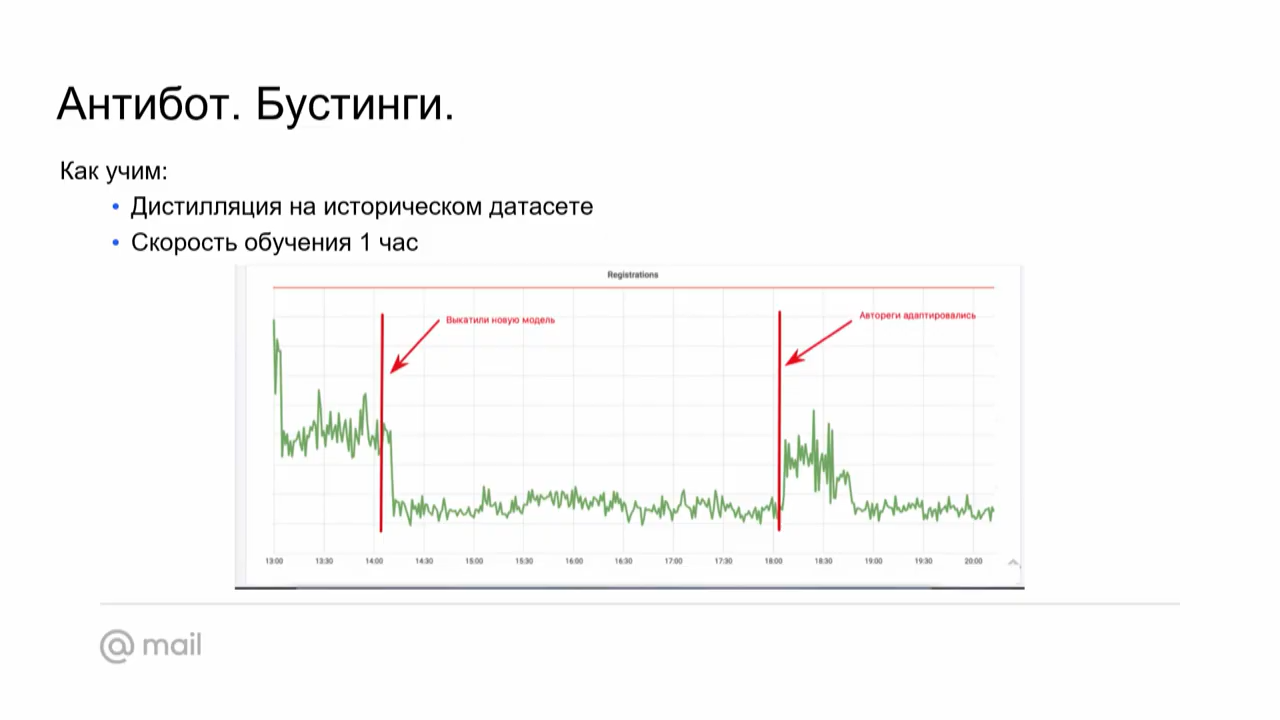 Антибот. Бустинги.
Как учим:
• Дистилляция на историческом датасете
• Скорость обучения 1 час
Registrations
Выкатили новую модель
Автореги адаптировались
13:00 13:30 14:00 14:30 15:00 15:30 16:00 16:30 17:00 17:30 18:00 18:30 19:00 19:30 20:00
@mail